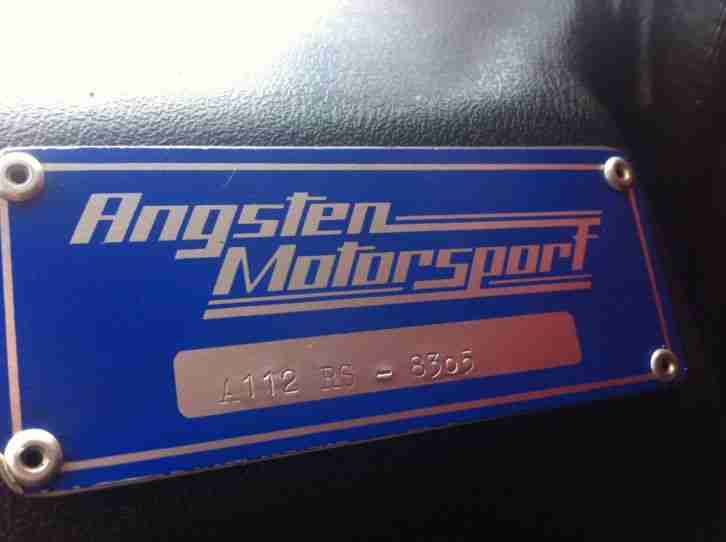 Angsten
Motorsport
A112 RS - 8305